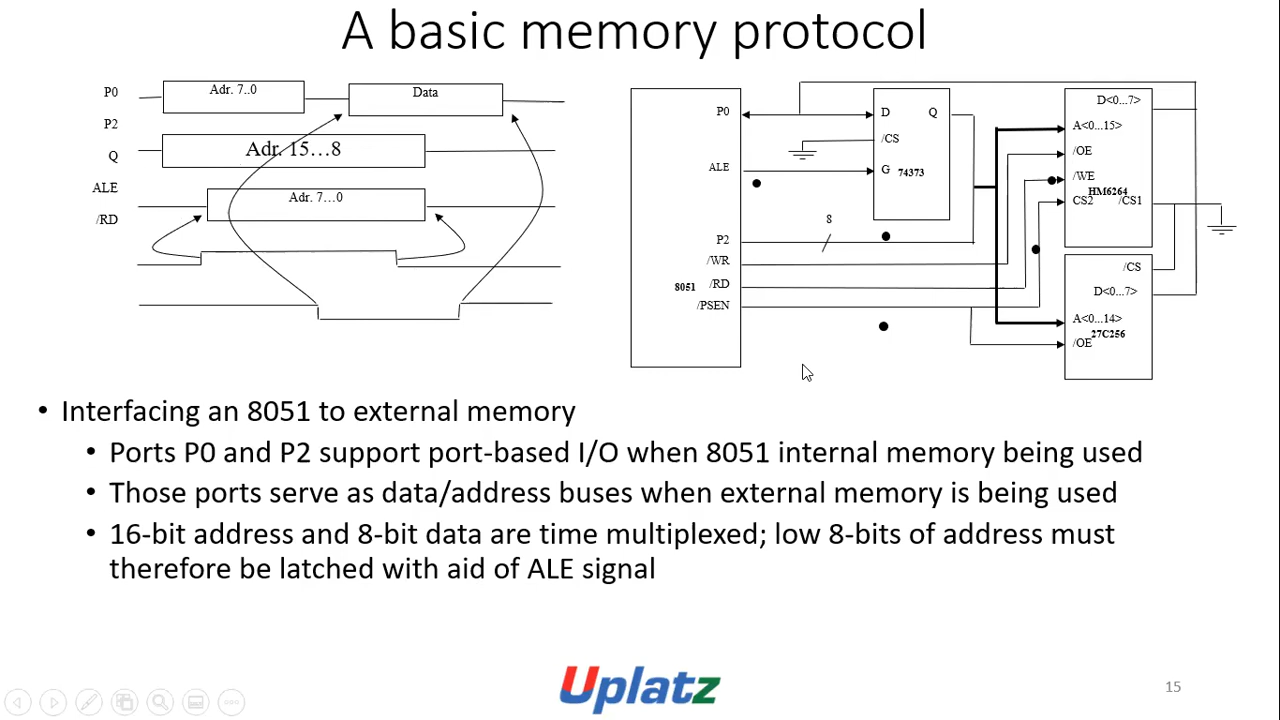 A basic memory protocol
P0
Adr. 7..0
Data
P2
Q
Adr. 15…8
ALE
Adr. 7…0
/RD
P0
D
Q
D<0...7>
A<0...15>
/CS
/OE
ALE
G
74373
/WE
HM6264
CS2
/CS1
8
P2
/WR
/CS
8051
/RD
D<0...7>
/PSEN
A<0...14>
27C256
/OE
• Interfacing an 8051 to external memory
• Ports P0 and P2 support port-based I/O when 8051 internal memory being used
• Those ports serve as data/address buses when external memory is being used
• 16-bit address and 8-bit data are time multiplexed; low 8-bits of address must
therefore be latched with aid of ALE signal
Uplatz
15